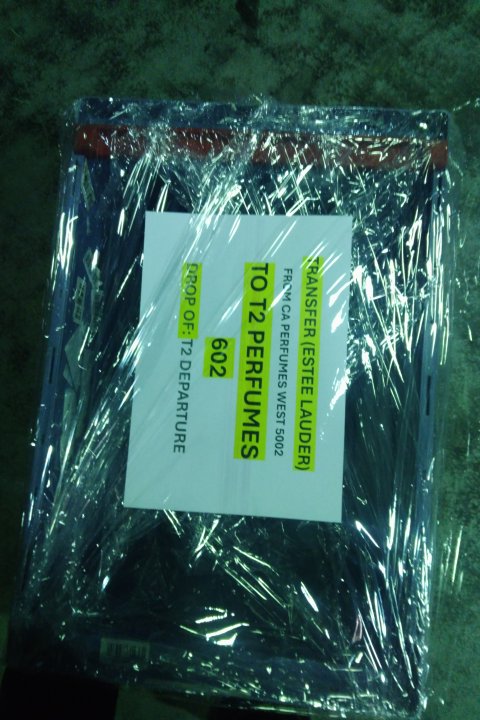 TRANSFER (ESTEE LAUDER)
FROM CA PERFUMES WEST 5002
TO T2 PERFUMES
602
DROP OF: T2 DEPARTURE